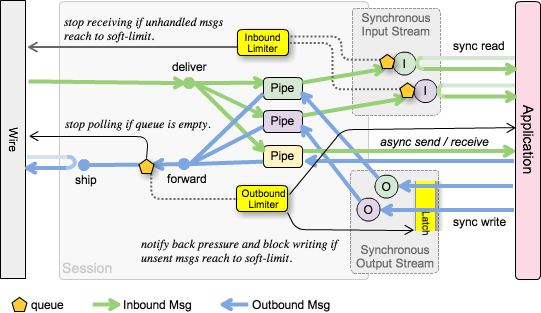 stop receiving if unhandled msgs
reach to soft-limit.
Inbound
Limiter
Synchronous
Input Stream
sync read
deliver
I
I
Pipe
Pipe
Pipe
stop polling if queue is empty.
async send / receive
Wire
Application
ship
forward
Outbound
Limiter
O
O
Latch
sync write
notify back pressure and block writing if
unsent msgs reach to soft-limit.
Synchronous
Output Stream
Session
queue
Inbound Msg
Outbound Msg